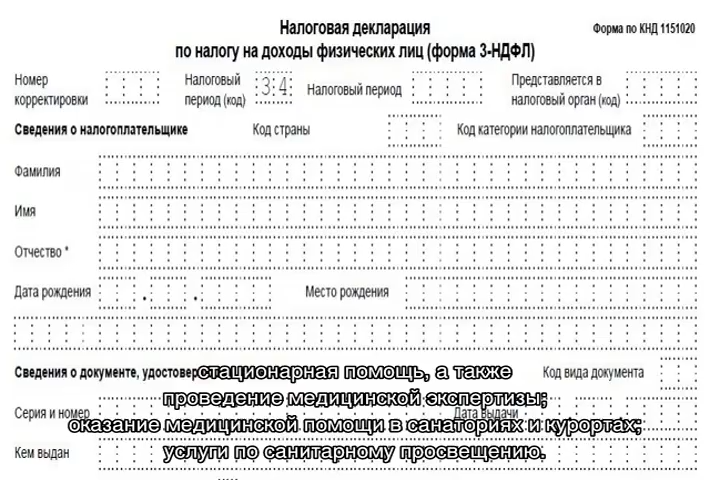 Налоговая декларация
по налогу на доходы физических лиц (форма 3-НДФЛ)
Форма по КНД 1151020
Номер корректировки
Налоговый период (код) 34
Налоговый период
Представляется в налоговый орган (код)
Сведения о налогоплательщике
Код страны
Код категории налогоплательщика
Фамилия
Имя
Отчество *
Дата рождения
Место рождения
Сведения о документе, удостовер
Код вида документа
Серия и номер
Дата выдачи
Кем выдан
стационарная помощь, а также
проведение медицинской экспертизы;
оказание медицинской помощи в санаториях и курортах;
услуги по санитарному просвещению.